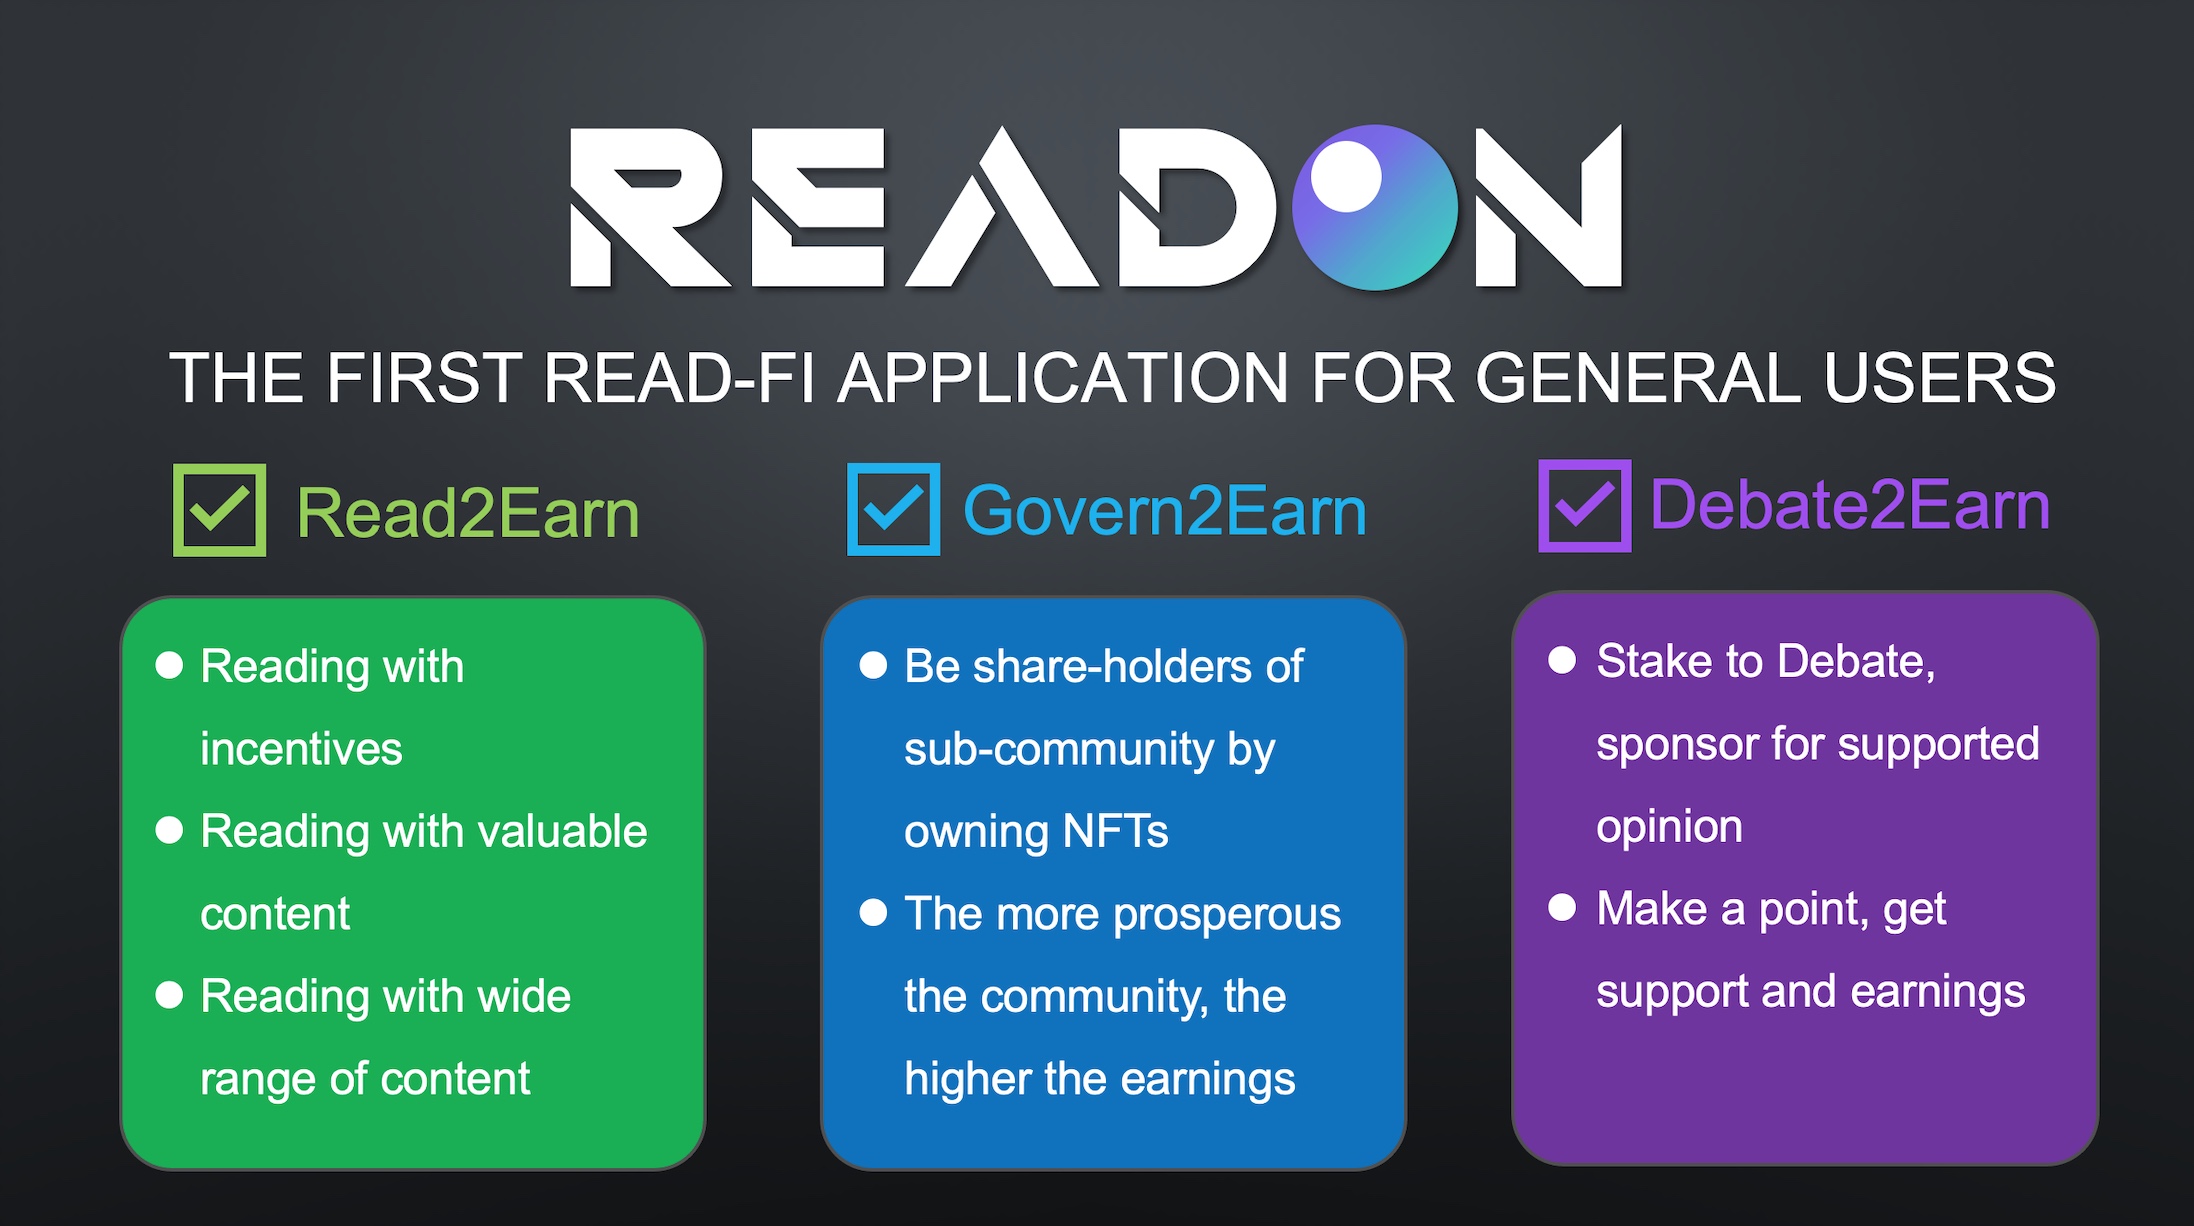 READON
THE FIRST READ-FI APPLICATION FOR GENERAL USERS
Read2Earn
Reading with
incentives
Reading with valuable
content
Reading with wide
range of content
Govern2Earn
Be share-holders of
sub-community by
owning NFTs
The more prosperous
the community, the
higher the earnings
Debate2Earn
Stake to Debate,
sponsor for supported
opinion
Make a point, get
support and earnings